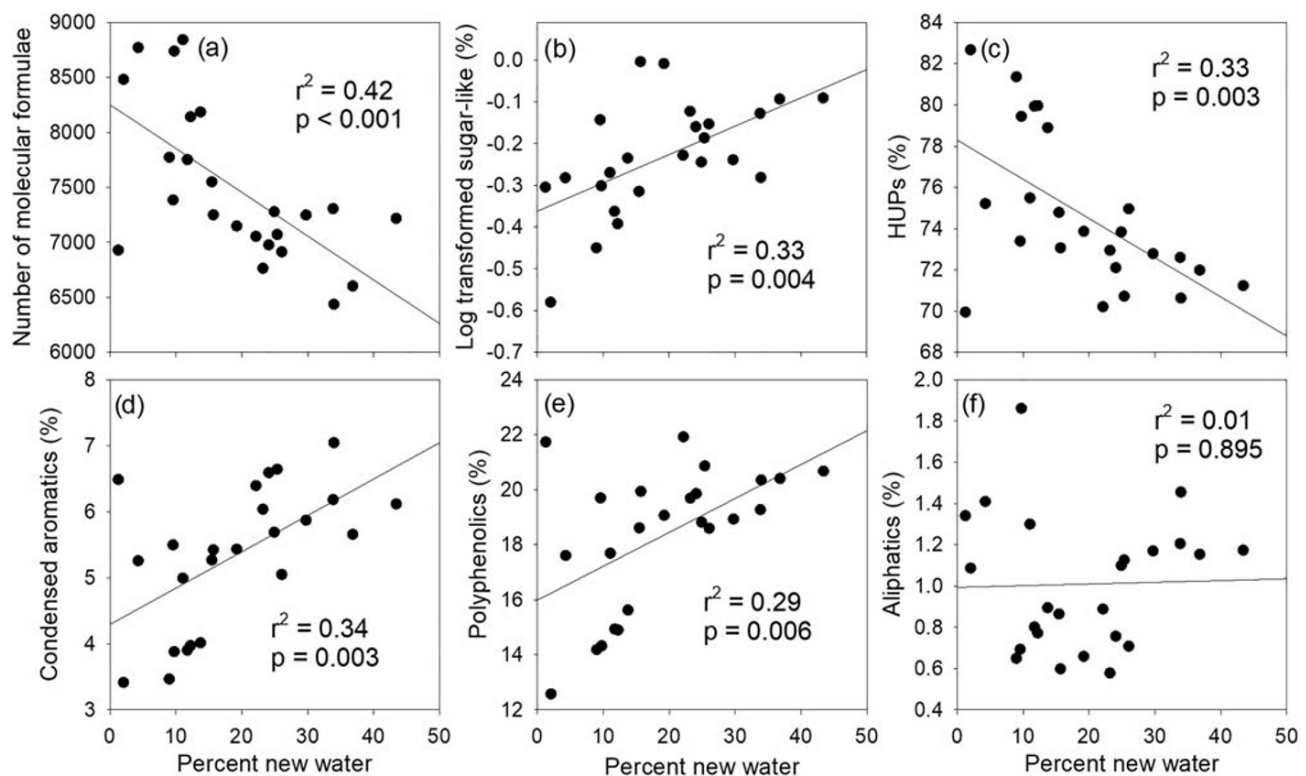 Number of molecular formulae
9000
8500
8000
7500
7000
6500
6000
(a)
r² = 0.42
p < 0.001
Log transformed sugar-like (%)
0.0
-0.1
-0.2
-0.3
-0.4
-0.5
-0.6
-0.7
(b)
r² = 0.33
p = 0.004
HUPs (%)
84
82
80
78
76
74
72
70
68
(c)
r² = 0.33
p = 0.003
Condensed aromatics (%)
8
7
6
5
4
3
(d)
r² = 0.34
p = 0.003
0 10 20 30 40 50
Percent new water
Polyphenolics (%)
24
22
20
18
16
14
12
(e)
r² = 0.29
p = 0.006
0 10 20 30 40 50
Percent new water
Aliphatics (%)
2.0
1.8
1.6
1.4
1.2
1.0
0.8
0.6
0.4
(f)
r² = 0.01
p = 0.895
0 10 20 30 40 50
Percent new water